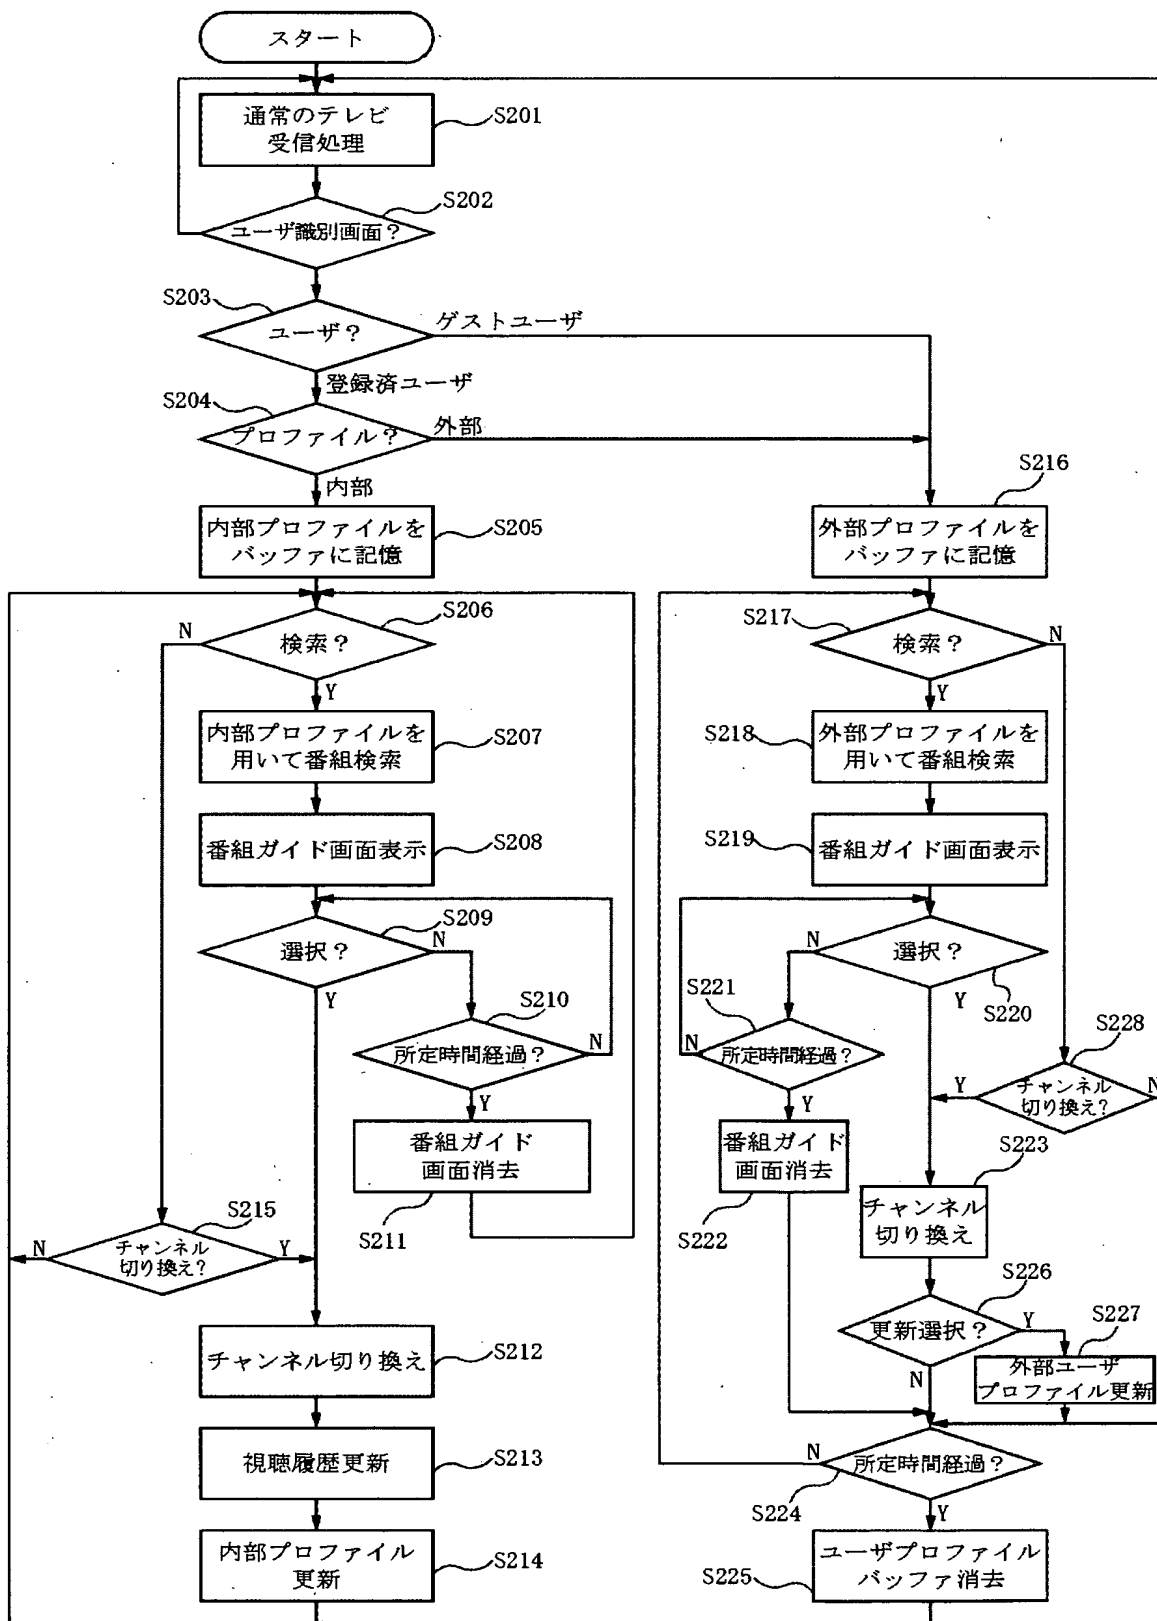 スタート
通常のテレビ
受信処理
S201
S202
ユーザ識別画面？
S203
ユーザ？
ゲストユーザ
登録済ユーザ
S204
プロファイル？
外部
内部
内部プロファイルを
バッファに記憶
S205
S206
検索？
N
Y
内部プロファイルを
用いて番組検索
S207
番組ガイド画面表示
S208
S209
選択？
N
Y
S210
所定時間経過？
N
Y
番組ガイド
画面消去
S211
S215
チャンネル
切り換え?
N
Y
チャンネル切り換え
S212
視聴履歴更新
S213
内部プロファイル
更新
S214
S216
外部プロファイルを
バッファに記憶
S217
検索？
N
Y
S218
外部プロファイルを
用いて番組検索
S219
番組ガイド画面表示
選択？
N
Y
S220
S221
所定時間経過？
N
Y
番組ガイド
画面消去
S222
S228
チャンネル
切り換え?
Y
N
S223
チャンネル
切り換え
S226
更新選択？
Y
N
S227
外部ユーザ
プロファイル更新
所定時間経過？
N
Y
S224
ユーザプロファイル
バッファ消去
S225